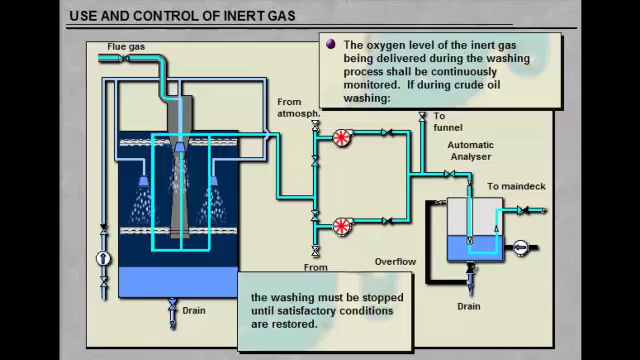 USE AND CONTROL OF INERT GAS
Flue gas
The oxygen level of the inert gas
being delivered during the washing
process shall be continuously
monitored. If during crude oil
washing:
From
atmosph.
To
funnel
Automatic
Analyser
To maindeck
Overflow
From
Drain
Drain
the washing must be stopped
until satisfactory conditions
are restored.